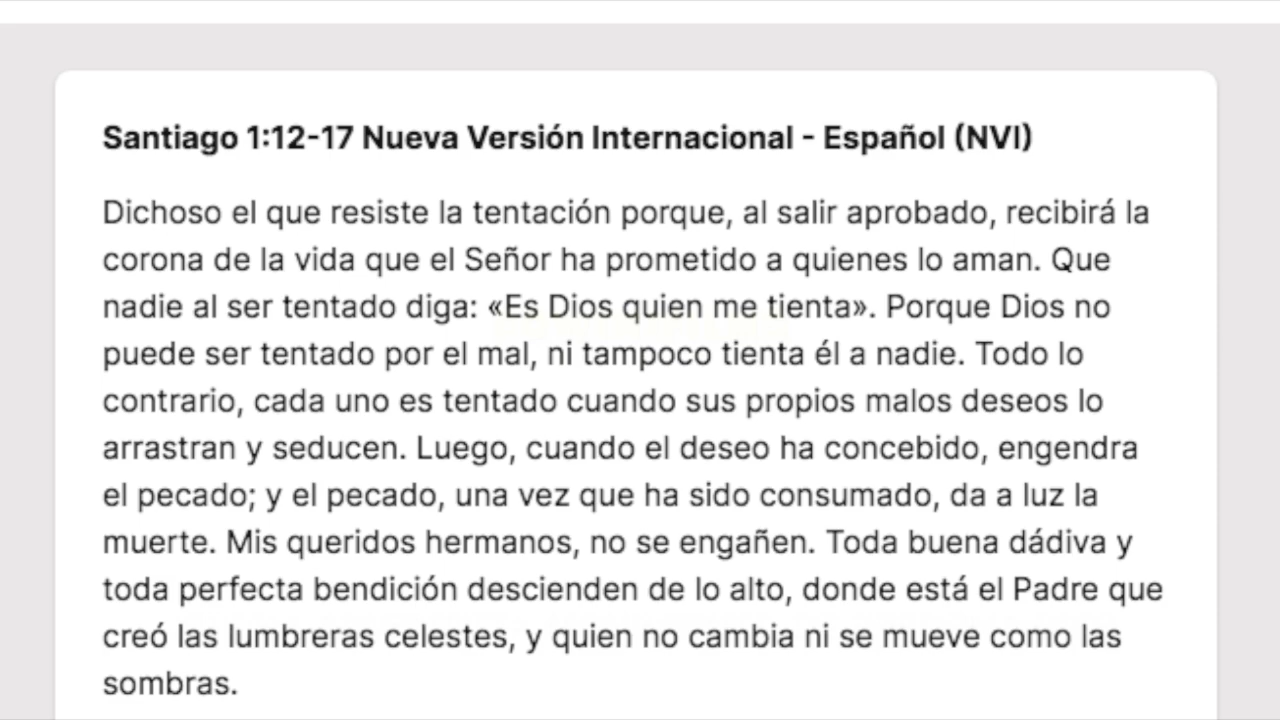 Santiago 1:12-17 Nueva Versión Internacional - Español (NVI)
Dichoso el que resiste la tentación porque, al salir aprobado, recibirá la
corona de la vida que el Señor ha prometido a quienes lo aman. Que
nadie al ser tentado diga: «Es Dios quien me tienta». Porque Dios no
puede ser tentado por el mal, ni tampoco tienta él a nadie. Todo lo
contrario, cada uno es tentado cuando sus propios malos deseos lo
arrastran y seducen. Luego, cuando el deseo ha concebido, engendra
el pecado; y el pecado, una vez que ha sido consumado, da a luz la
muerte. Mis queridos hermanos, no se engañen. Toda buena dádiva y
toda perfecta bendición descienden de lo alto, donde está el Padre que
creó las lumbreras celestes, y quien no cambia ni se mueve como las
sombras.